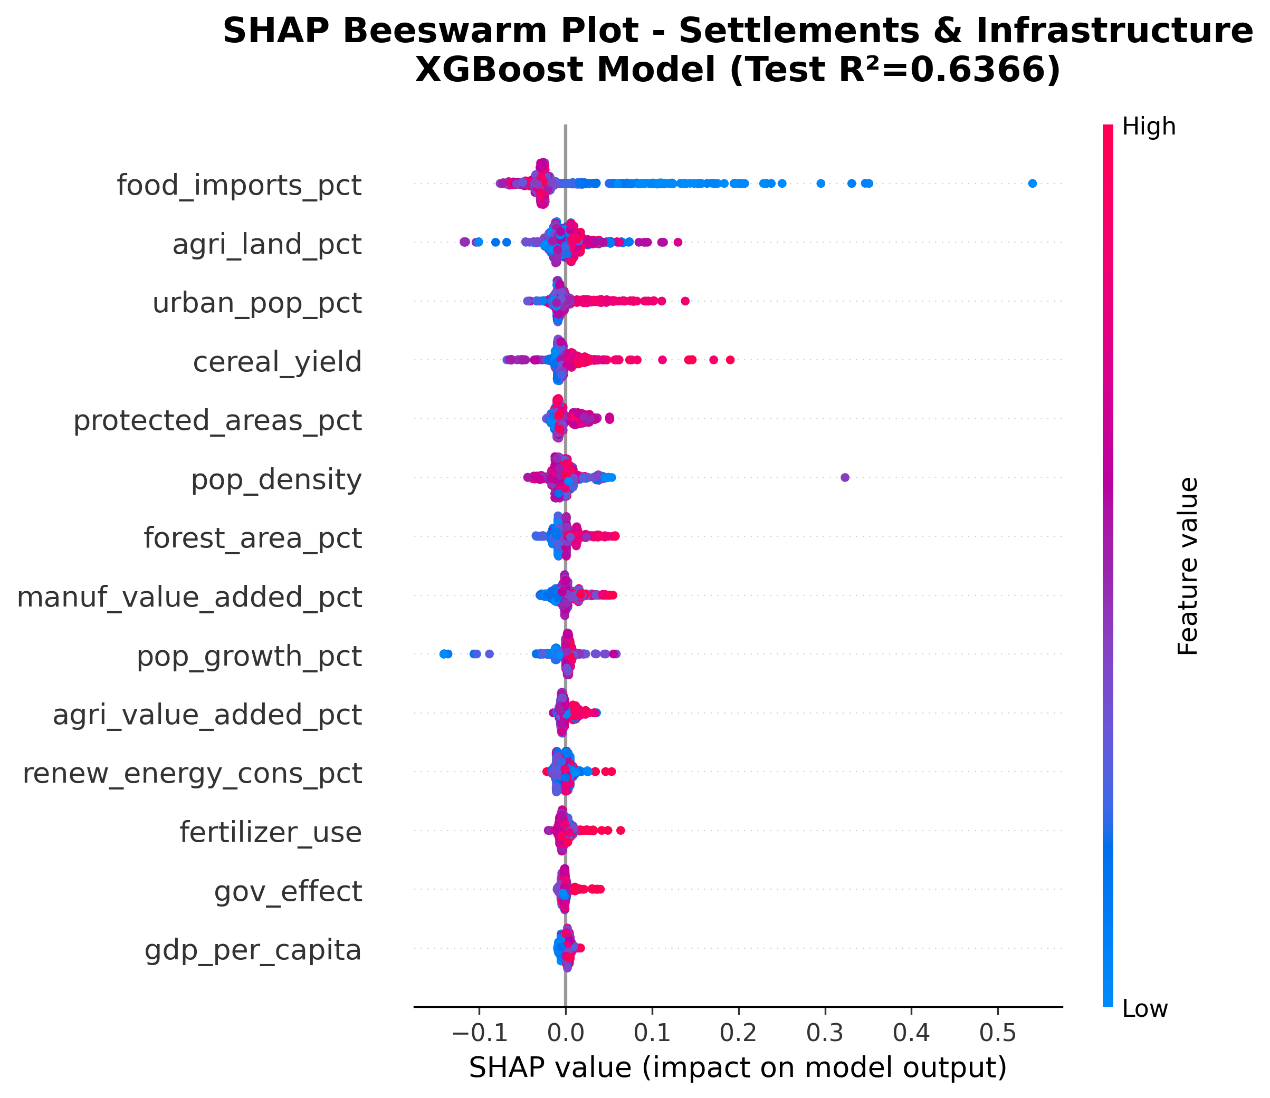 SHAP Beeswarm Plot - Settlements & Infrastructure
XGBoost Model (Test R²=0.6366)
High
food_imports_pct
agri_land_pct
urban_pop_pct
cereal_yield
protected_areas_pct
pop_density
forest_area_pct
manuf_value_added_pct
pop_growth_pct
agri_value_added_pct
renew_energy_cons_pct
fertilizer_use
gov_effect
gdp_per_capita
Feature value
Low
−0.1 0.0 0.1 0.2 0.3 0.4 0.5
SHAP value (impact on model output)